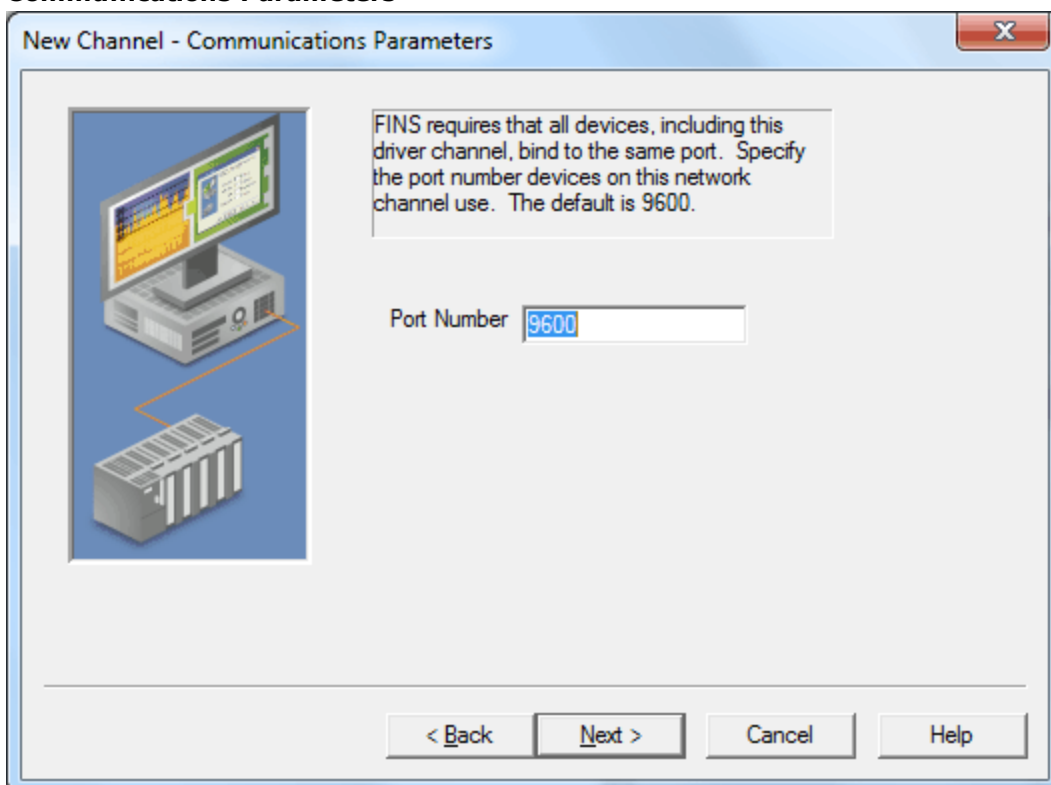 Communications Parameters
New Channel - Communications Parameters
FINS requires that all devices, including this
driver channel, bind to the same port.  Specify
the port number devices on this network
channel use.  The default is 9600.
Port Number
9600
< Back
Next >
Cancel
Help